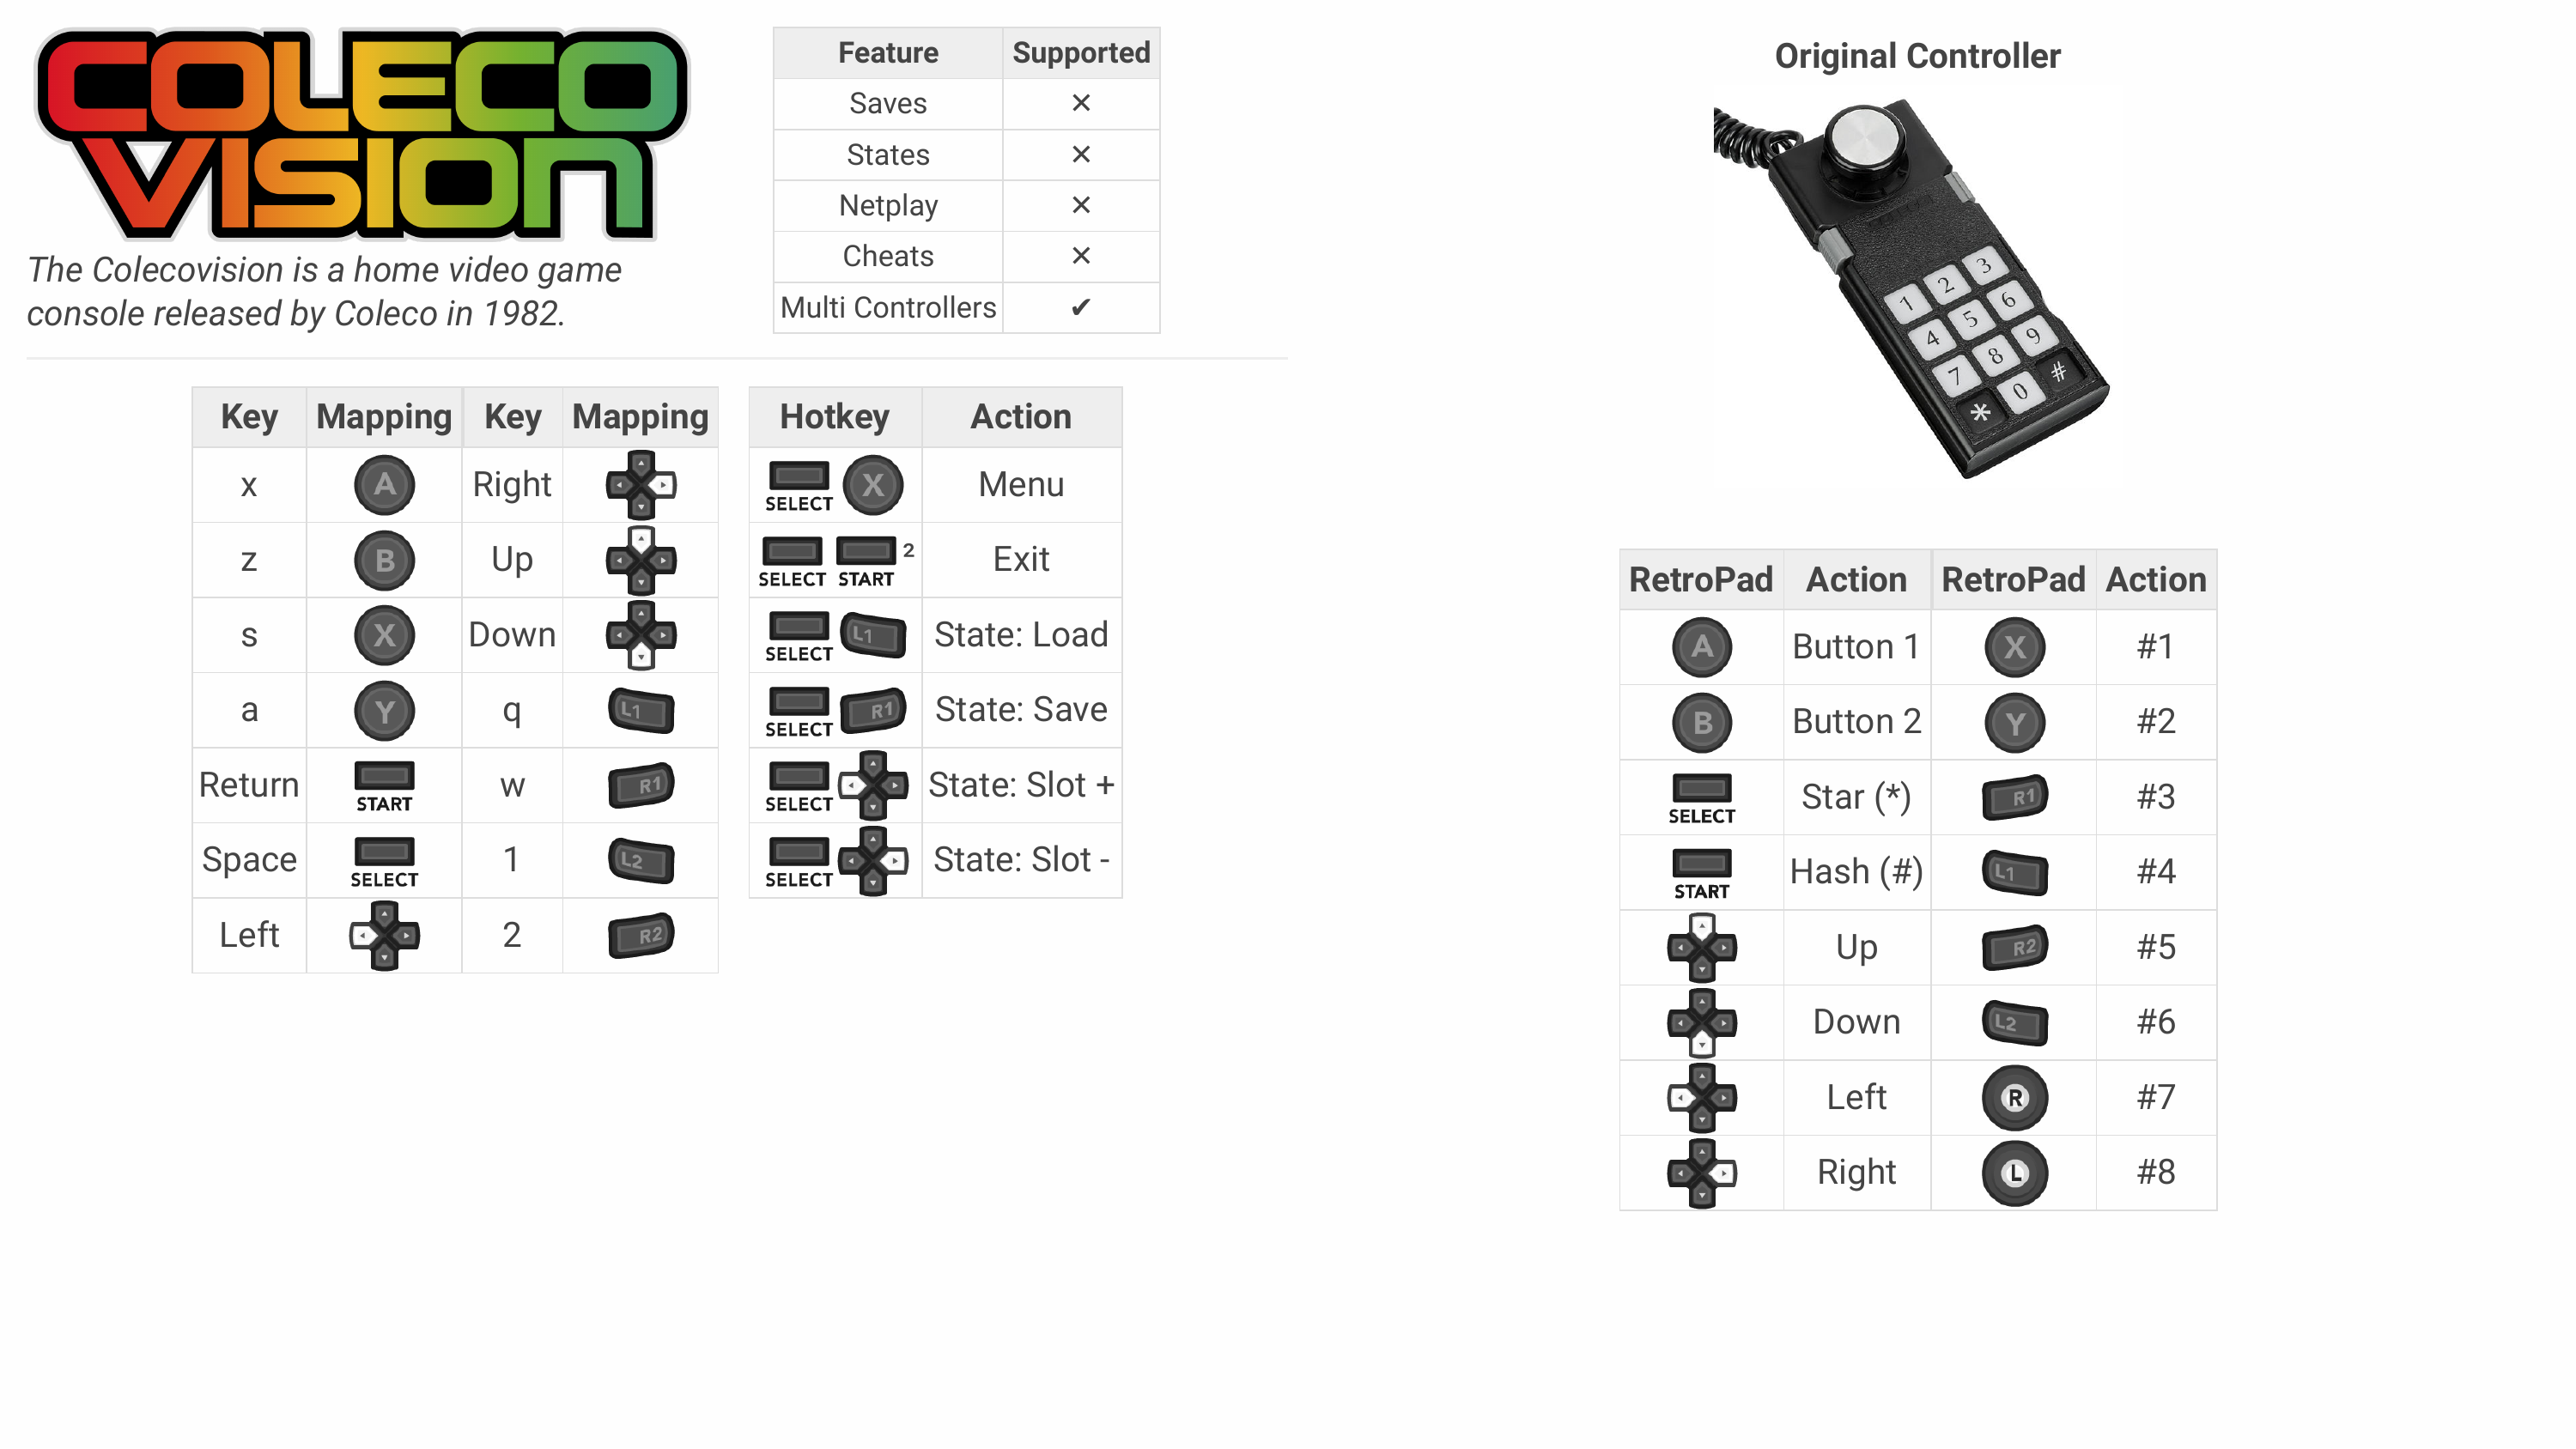 COLECO
VISION
The Colecovision is a home video game
console released by Coleco in 1982.
Feature Supported
Saves ✕
States ✕
Netplay ✕
Cheats ✕
Multi Controllers ✔
Key Mapping Key Mapping
x A Right
z B Up
s X Down
a Y q L1
Return START w R1
Space SELECT 1 L2
Left 2 R2
Hotkey Action
SELECT X Menu
SELECT START 2 Exit
SELECT L1 State: Load
SELECT R1 State: Save
SELECT State: Slot +
SELECT State: Slot -
Original Controller
1 2 3
4 5 6
7 8 9
* 0 #
RetroPad Action RetroPad Action
A Button 1 X #1
B Button 2 Y #2
SELECT Star (*) R1 #3
START Hash (#) L1 #4
Up R2 #5
Down L2 #6
Left R #7
Right L #8